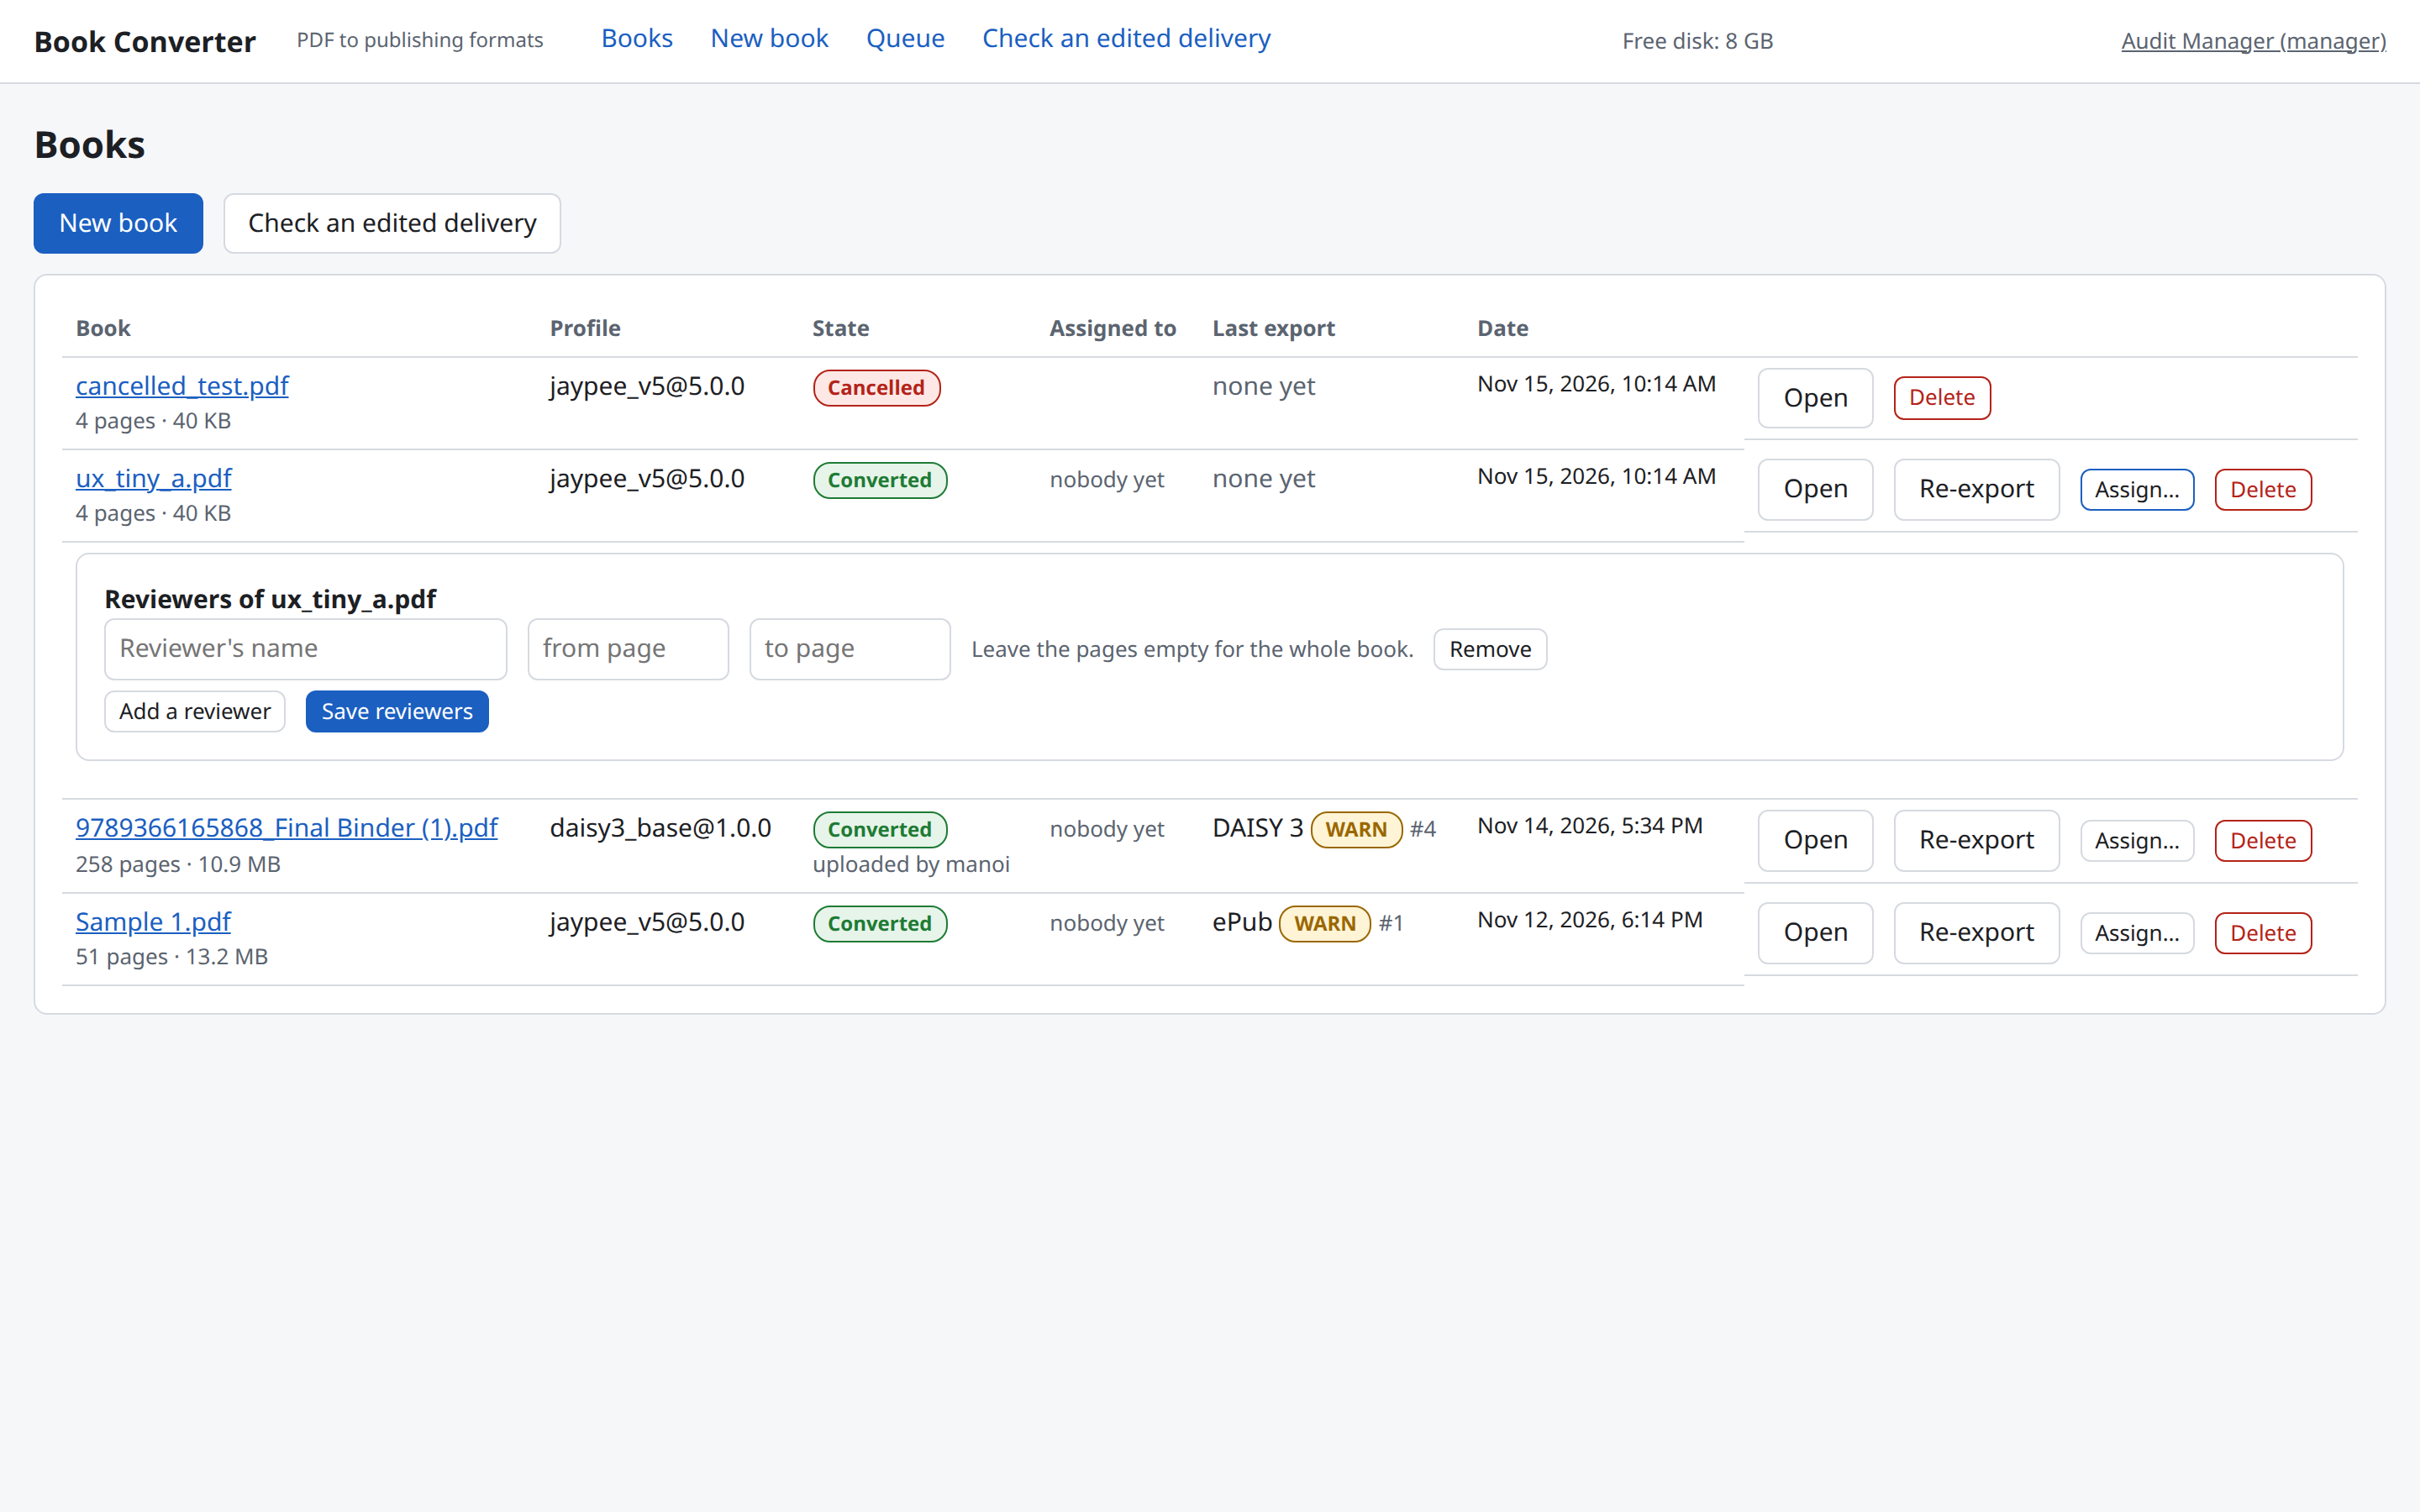 Book Converter PDF to publishing formats Books New book Queue Check an edited delivery Free disk: 8 GB Audit Manager (manager)
Books
New book Check an edited delivery
Book Profile State Assigned to Last export Date
cancelled_test.pdf jaypee_v5@5.0.0 Cancelled none yet Nov 15, 2026, 10:14 AM Open Delete
4 pages · 40 KB
ux_tiny_a.pdf jaypee_v5@5.0.0 Converted nobody yet none yet Nov 15, 2026, 10:14 AM Open Re-export Assign... Delete
4 pages · 40 KB
Reviewers of ux_tiny_a.pdf
Reviewer's name from page to page Leave the pages empty for the whole book. Remove
Add a reviewer Save reviewers
9789366165868_Final Binder (1).pdf daisy3_base@1.0.0 Converted nobody yet DAISY 3 WARN #4 Nov 14, 2026, 5:34 PM Open Re-export Assign... Delete
258 pages · 10.9 MB uploaded by manoi
Sample 1.pdf jaypee_v5@5.0.0 Converted nobody yet ePub WARN #1 Nov 12, 2026, 6:14 PM Open Re-export Assign... Delete
51 pages · 13.2 MB